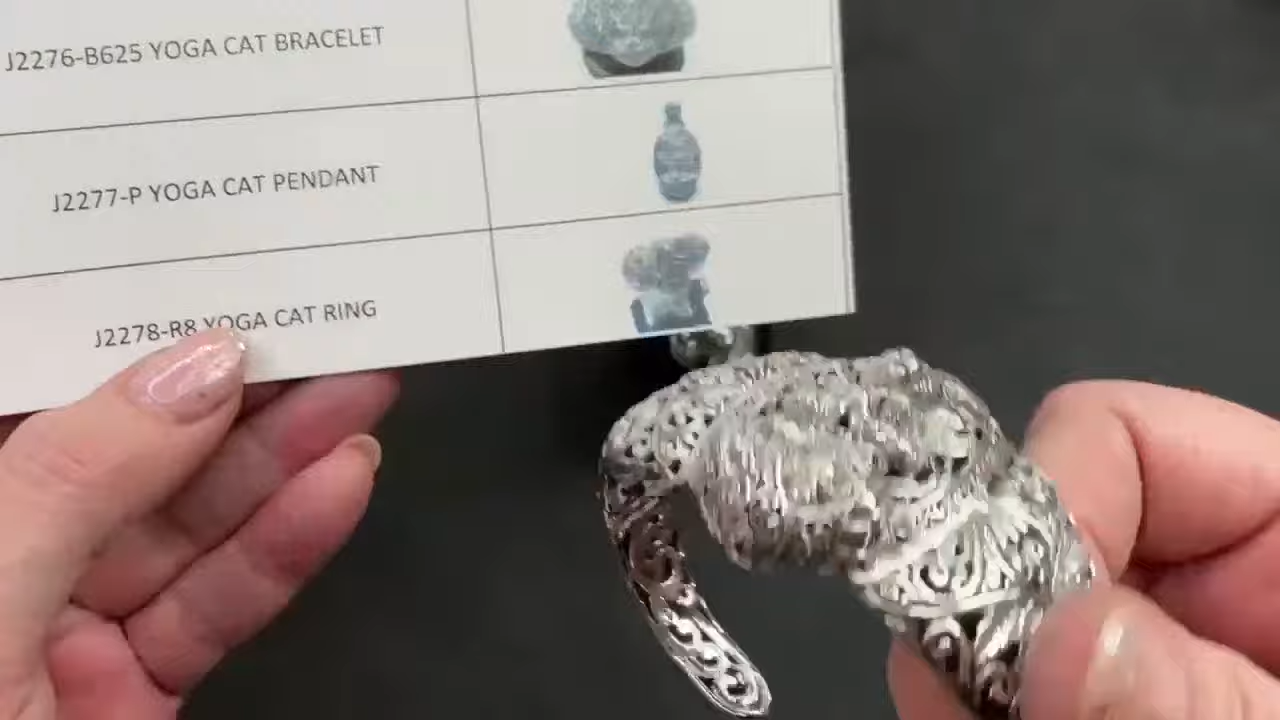 J2276-B625 YOGA CAT BRACELET
J2277-P YOGA CAT PENDANT
J2278-R8 YOGA CAT RING